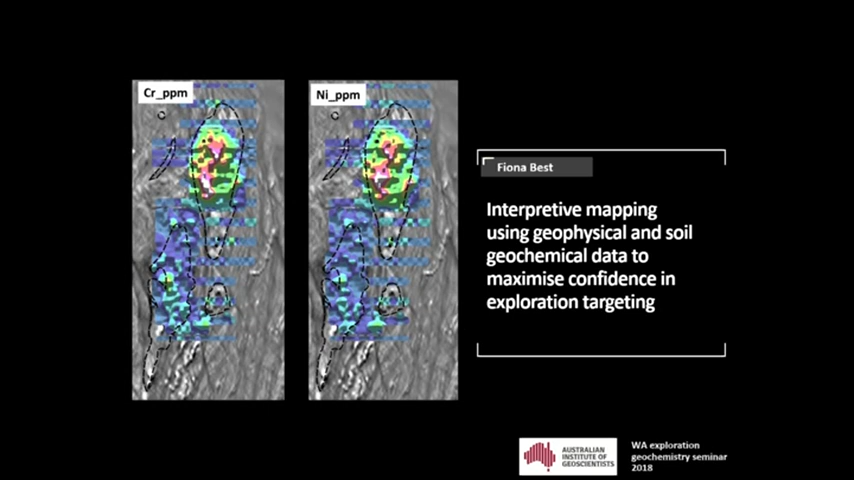 Cr_ppm
Ni_ppm
Fiona Best
Interpretive mapping
using geophysical and soil
geochemical data to
maximise confidence in
exploration targeting
AUSTRALIAN
INSTITUTE OF
GEOSCIENTISTS
WA exploration
geochemistry seminar
2018